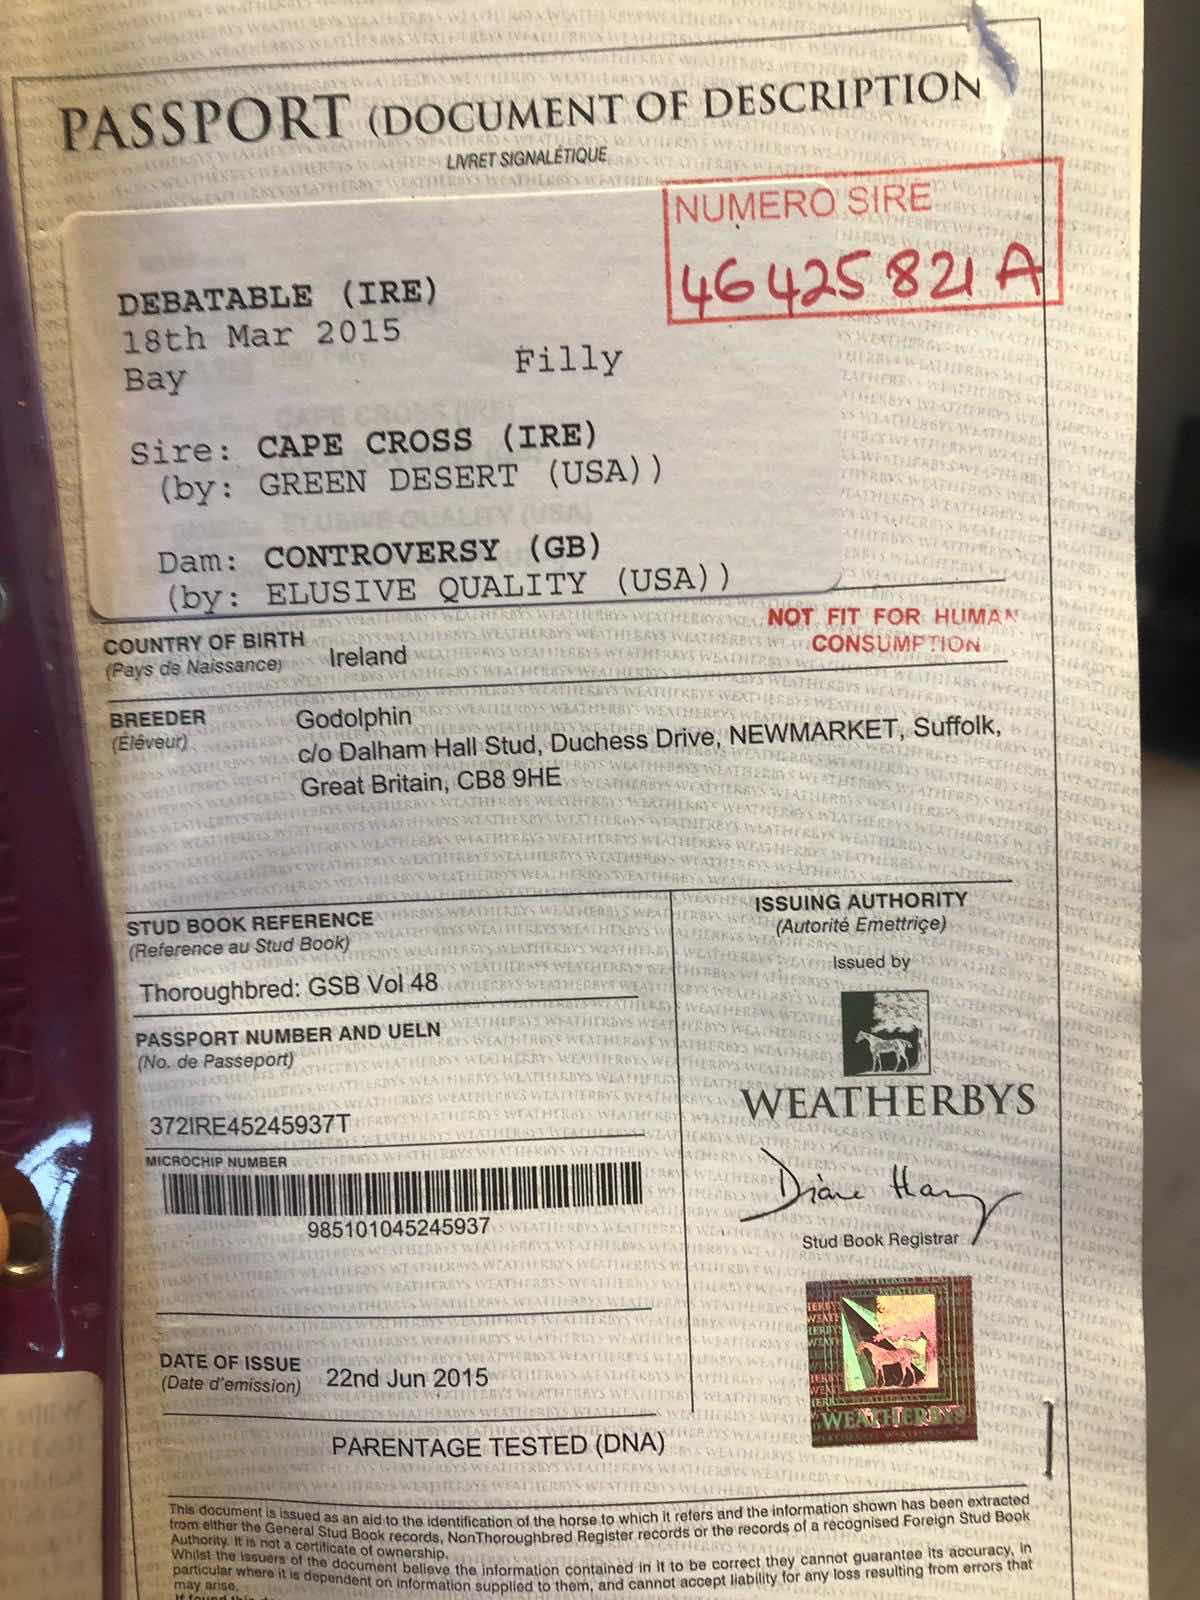 PASSPORT (DOCUMENT OF DESCRIPTION
LIVRET SIGNALÉTIQUE
NUMERO SIRE
46425821A
DEBATABLE (IRE)
18th Mar 2015
Bay Filly
Sire: CAPE CROSS (IRE)
(by: GREEN DESERT (USA))
Dam: CONTROVERSY (GB)
(by: ELUSIVE QUALITY (USA))
NOT FIT FOR HUMAN
CONSUMPTION
COUNTRY OF BIRTH
(Pays de Naissance)
Ireland
BREEDER
(Éléveur)
Godolphin
c/o Dalham Hall Stud, Duchess Drive, NEWMARKET, Suffolk,
Great Britain, CB8 9HE
STUD BOOK REFERENCE
(Reference au Stud Book)
Thoroughbred: GSB Vol 48
PASSPORT NUMBER AND UELN
(No. de Passeport)
372IRE45245937T
MICROCHIP NUMBER
985101045245937
DATE OF ISSUE
(Date d'emission)
22nd Jun 2015
ISSUING AUTHORITY
(Autorité Emettriçe)
Issued by
WEATHERBYS
Diane Han
Stud Book Registrar
WEATHERBYS
PARENTAGE TESTED (DNA)
This document is issued as an aid to the identification of the horse to which it refers and the information shown has been extracted
from either the General Stud Book records, NonThoroughbred Register records or the records of a recognised Foreign Stud Book
Authority. It is not a certificate of ownership.
Whilst the issuers of the document believe the information contained in it to be correct they cannot guarantee its accuracy, in
particular where it is dependent on information supplied to them, and cannot accept liability for any loss resulting from errors that
may arise.
If found this